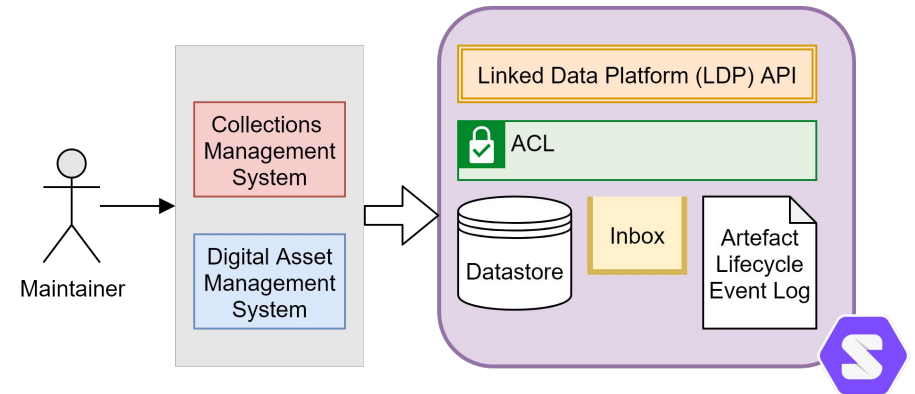 Maintainer
Collections
Management
System
Digital Asset
Management
System
Linked Data Platform (LDP) API
ACL
Datastore
Inbox
Artefact
Lifecycle
Event Log